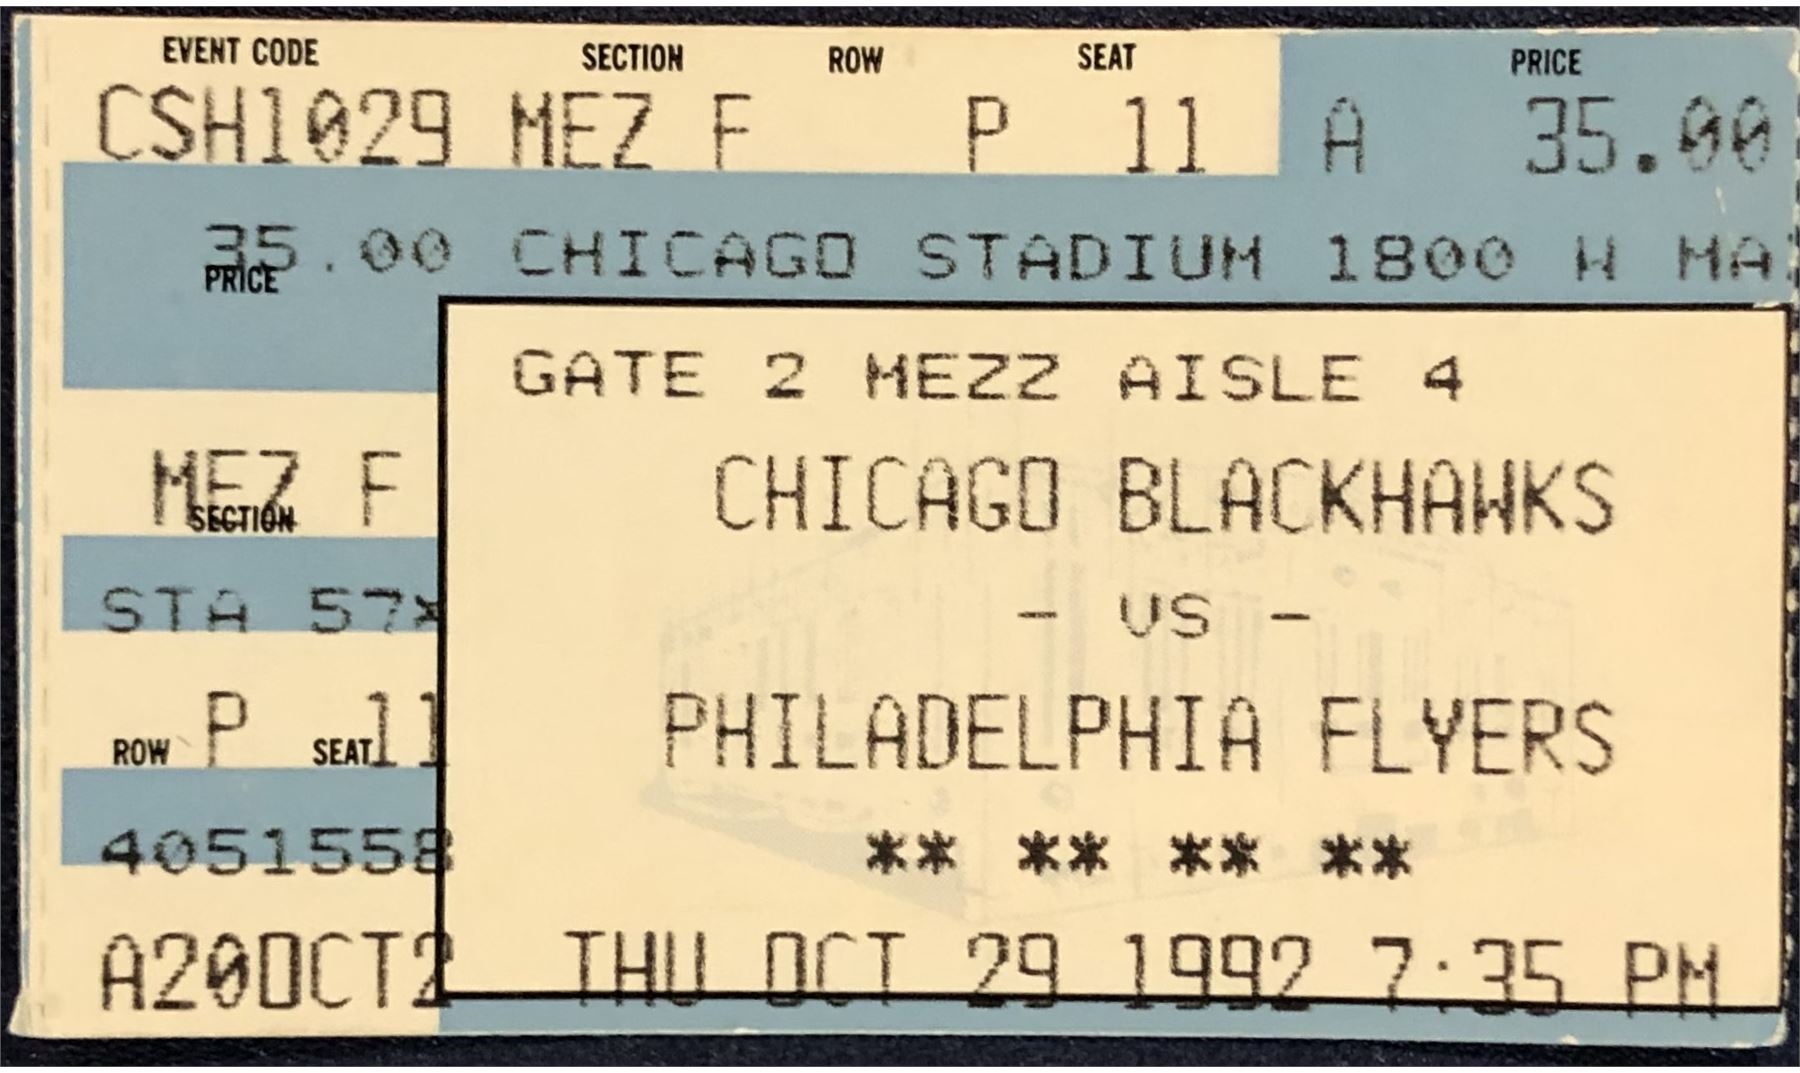 EVENT CODE SECTION ROW SEAT PRICE
CSH1029 MEZ F P 11 A 35.00
35.00 CHICAGO STADIUM 1800 W
PRICE
GATE 2 MEZZ AISLE 4
MEZ F CHICAGO BLACKHAWKS
SECTION
STA 57X - VS -
P 11 PHILADELPHIA FLYERS
ROW SEAT
4051558 ** ** ** **
A20OCT2 THU OCT 29 1992 7:35 PM